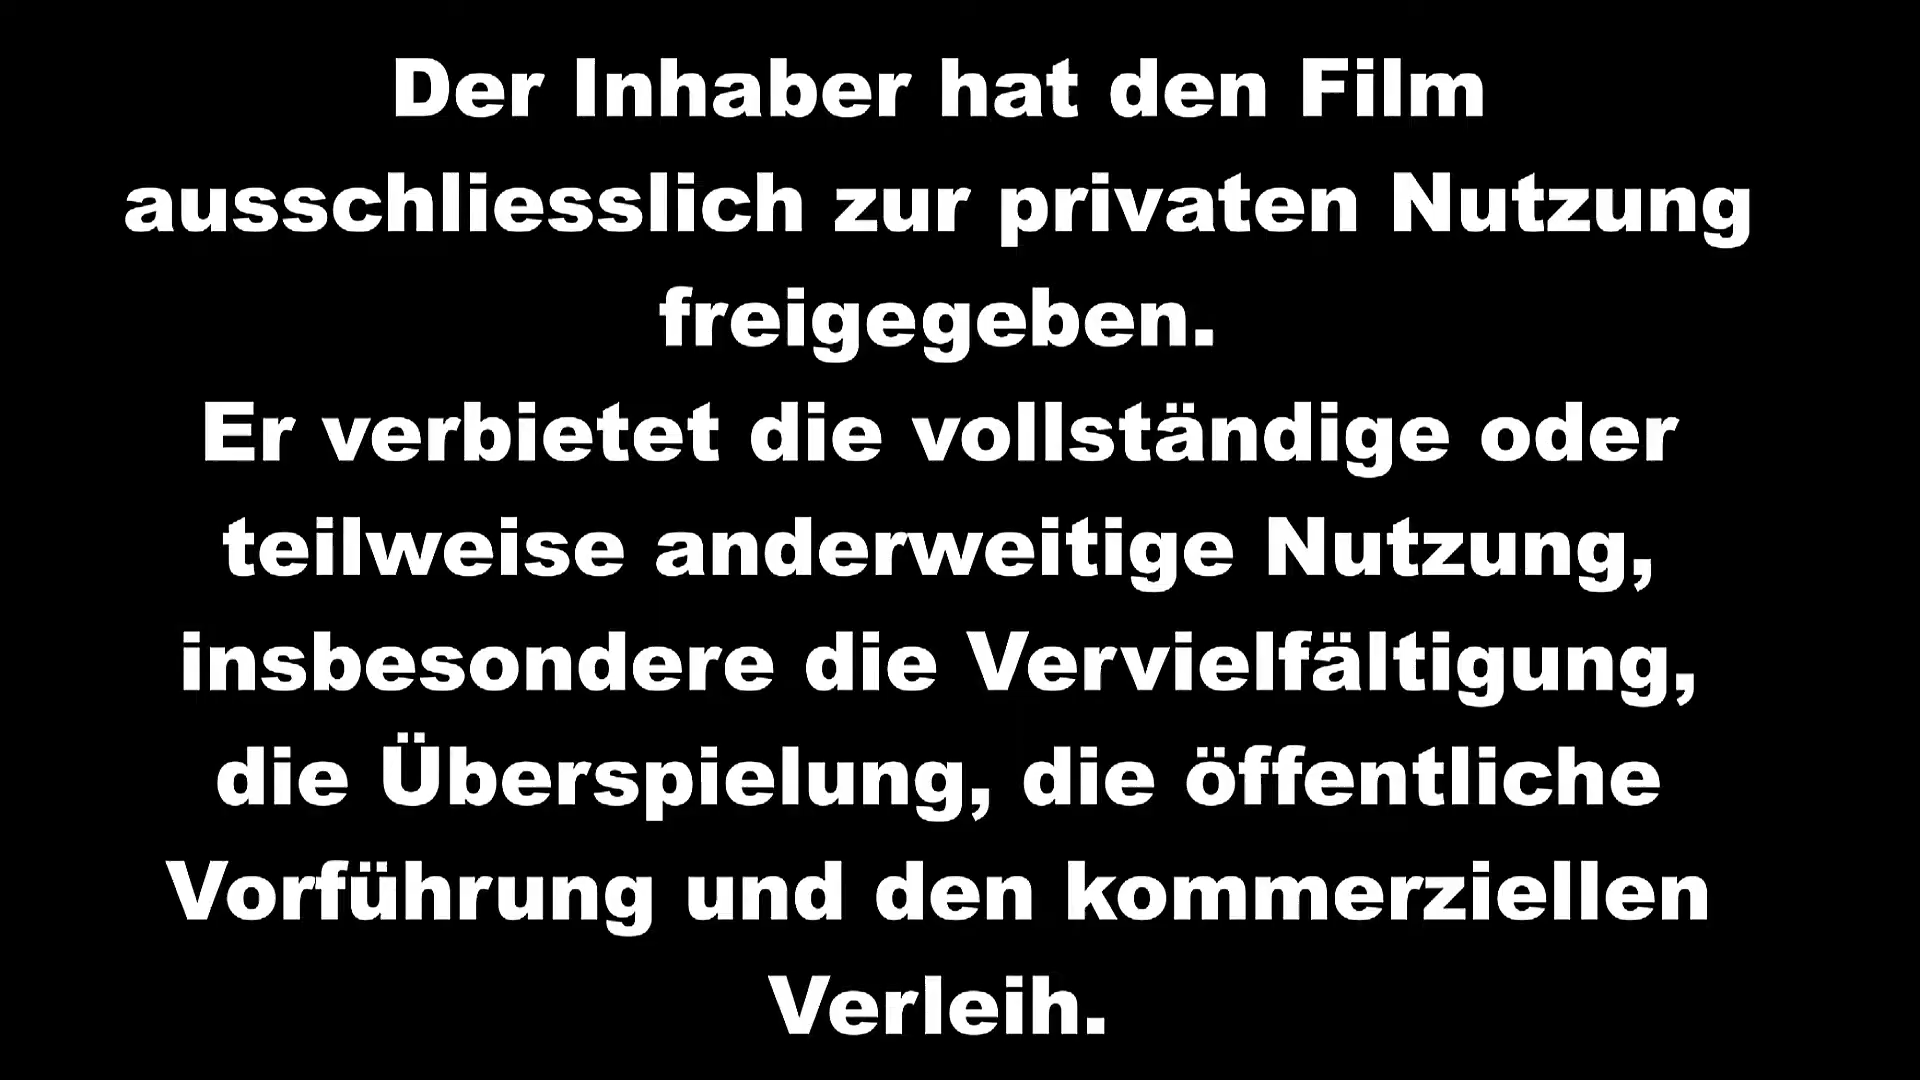 Der Inhaber hat den Film
ausschliesslich zur privaten Nutzung
freigegeben.
Er verbietet die vollständige oder
teilweise anderweitige Nutzung,
insbesondere die Vervielfältigung,
die Überspielung, die öffentliche
Vorführung und den kommerziellen
Verleih.